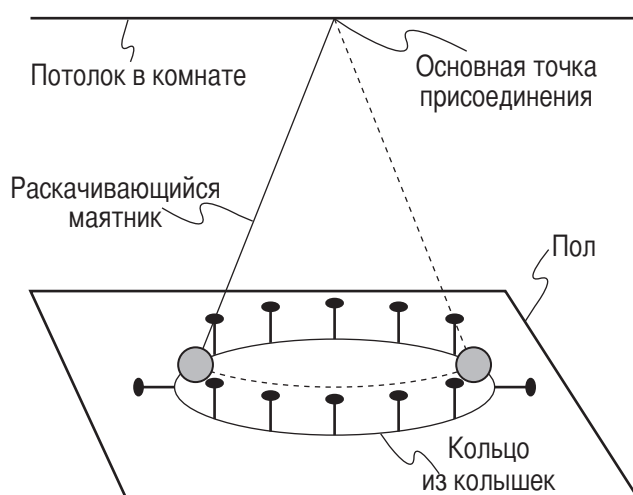 Потолок в комнате
Основная точка
присоединения
Раскачивающийся
маятник
Пол
Кольцо
из колышек